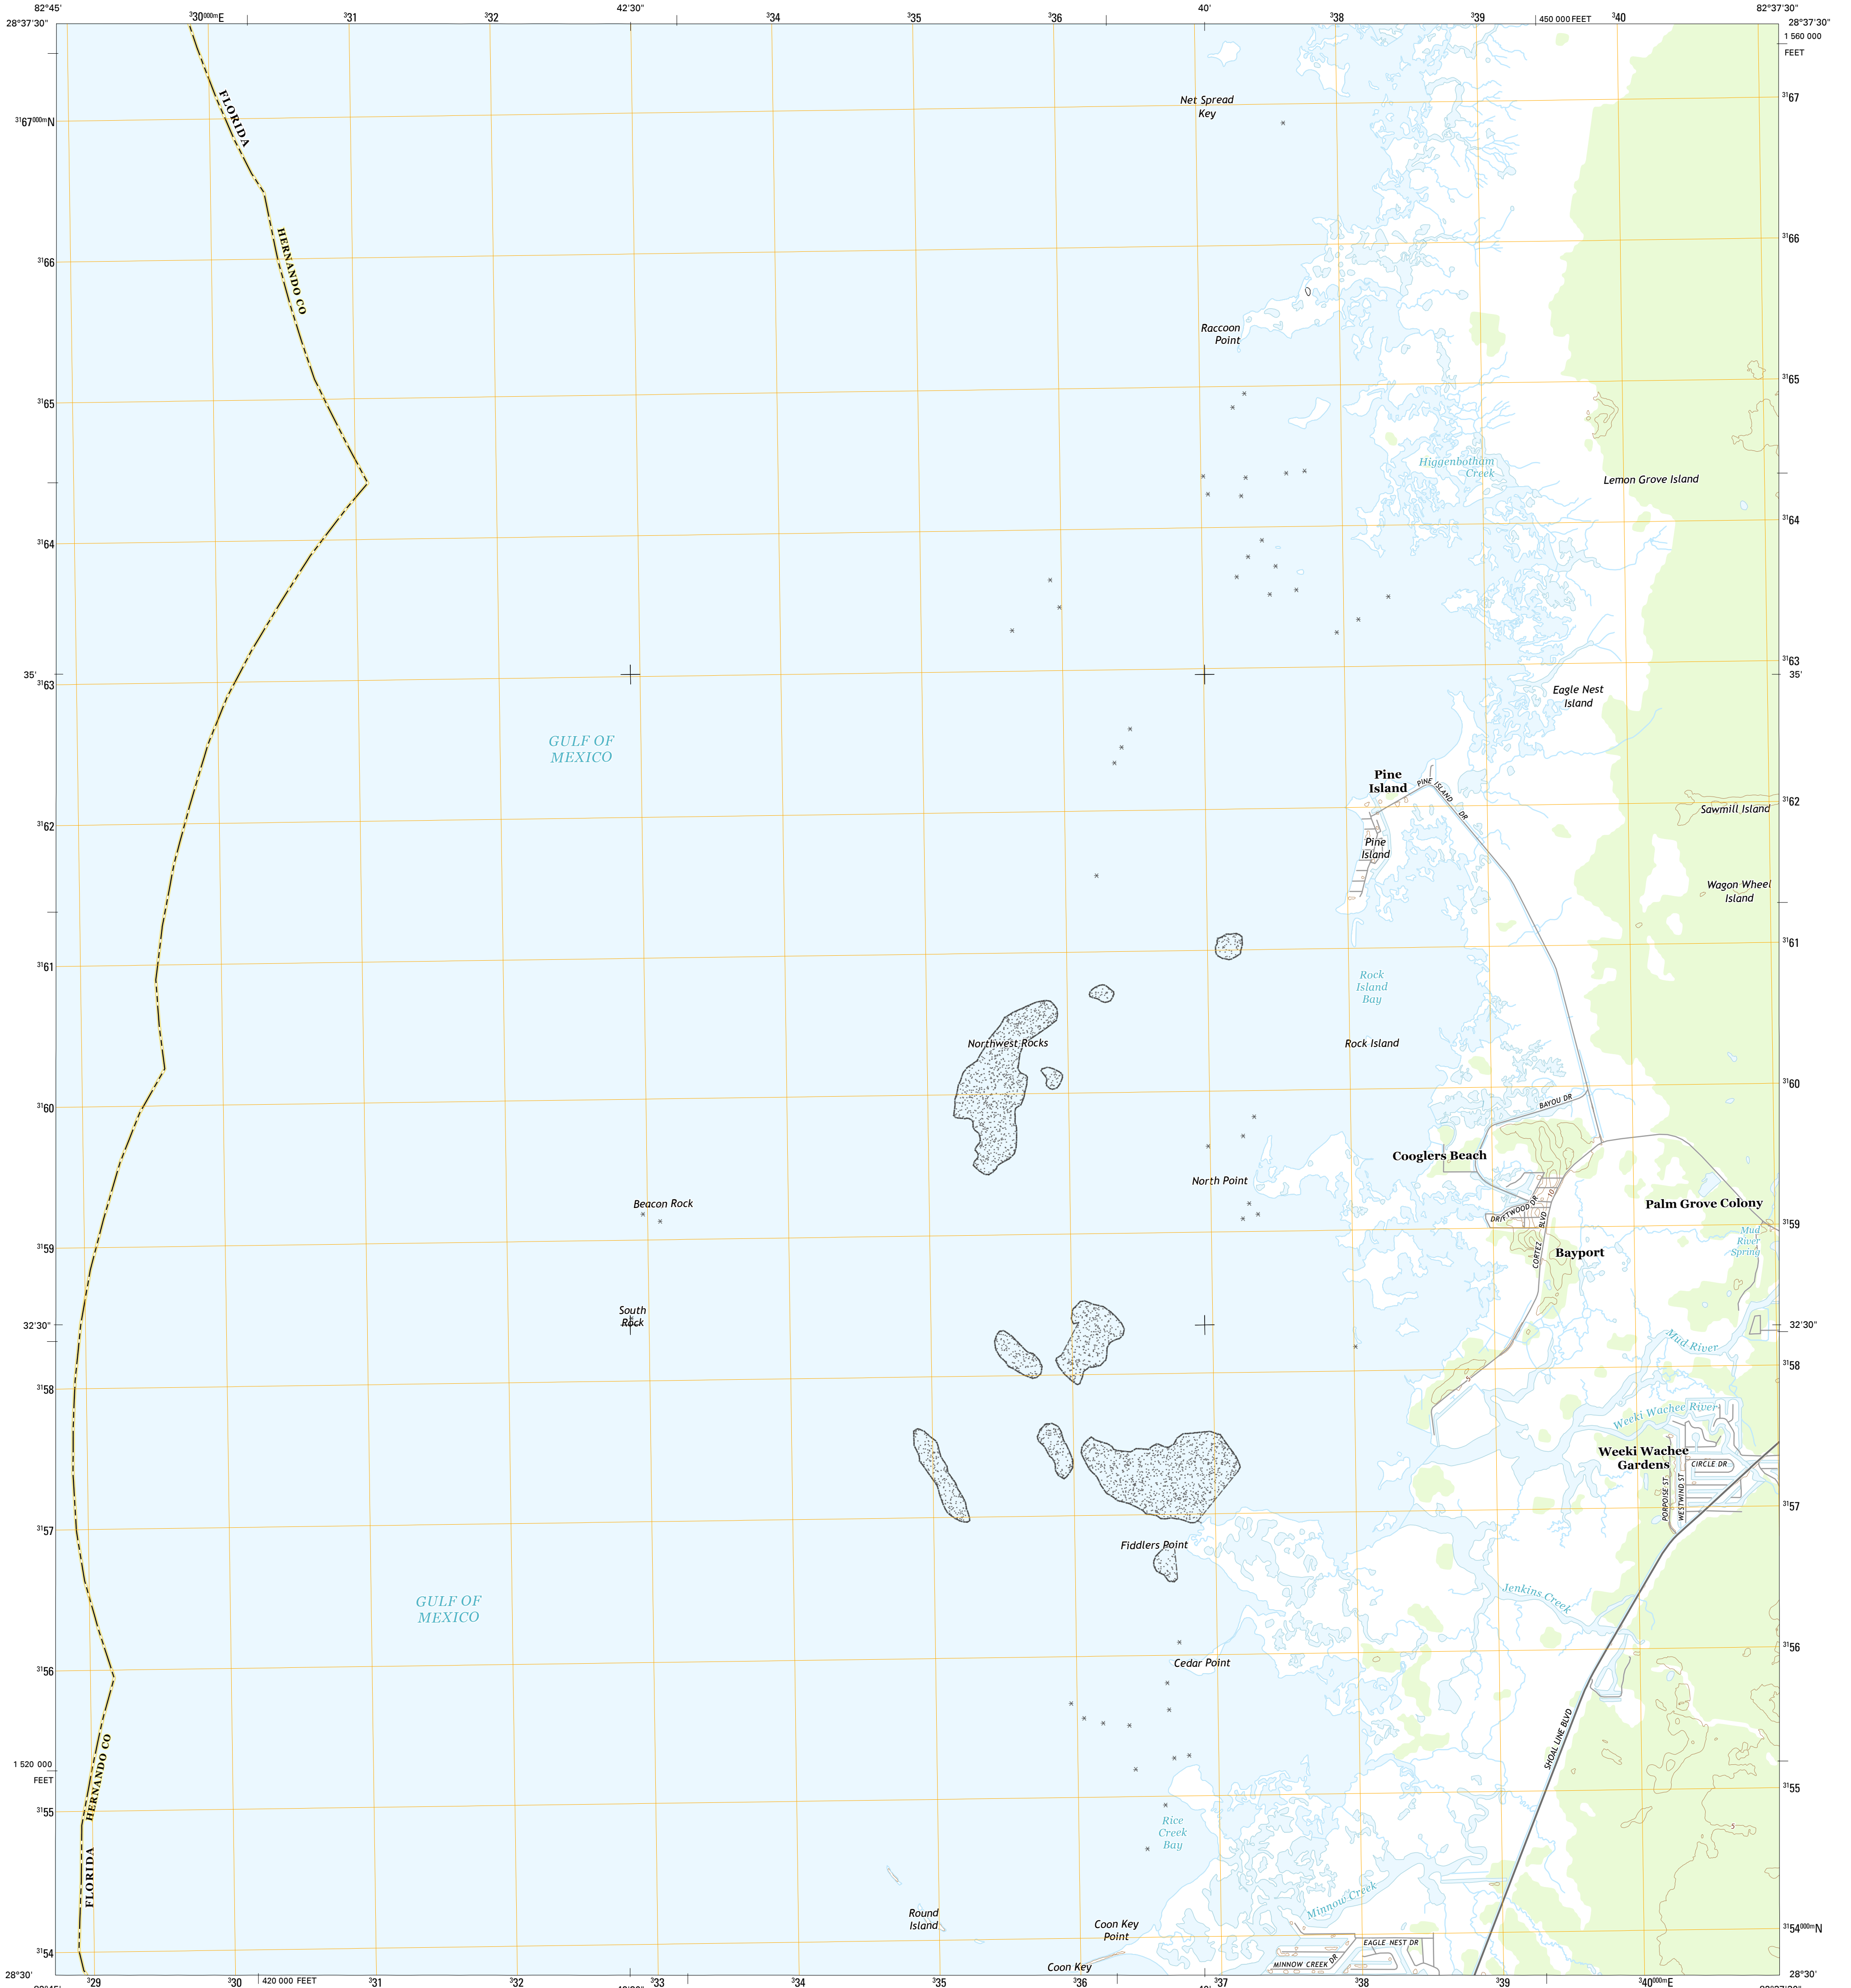 82°45'
³30⁰⁰⁰ᵐE
³31
³32
42'30"
³34
³35
³36
40'
³38
³39
450 000 FEET
³40
82°37'30"
28°37'30"
28°37'30"
1 560 000
FEET
FLORIDA
Net Spread
Key
³¹67⁰⁰⁰ᵐN
³¹67
HERNANDO CO
³¹66
³¹66
Raccoon
Point
³¹65
³¹65
Higgenbotham
Creek
Lemon Grove Island
³¹64
³¹64
35'
³¹63
³¹63
35'
Eagle Nest
Island
GULF OF
MEXICO
Pine
Island
PINE ISLAND
DR
³¹62
³¹62
Sawmill Island
Pine
Island
Wagon Wheel
Island
³¹61
³¹61
Rock
Island
Bay
Northwest Rocks
Rock Island
³¹60
³¹60
BAYOU DR
Cooglers Beach
North Point
Beacon Rock
10
DRIFTWOOD DR
Palm Grove Colony
CORTEZ BLVD
³¹59
³¹59
Mud
River
Spring
Bayport
South
Rock
32'30"
32'30"
Mud River
³¹58
³¹58
5
Weeki Wachee River
Weeki Wachee
Gardens
CIRCLE DR
PORPOISE ST
WESTWIND ST
³¹57
³¹57
Fiddlers Point
Jenkins Creek
GULF OF
MEXICO
³¹56
³¹56
Cedar Point
SHOAL LINE BLVD
HERNANDO CO
1 520 000
FEET
³¹55
³¹55
Rice
Creek
Bay
5
FLORIDA
Minnow Creek
Round
Island
Coon Key
Point
³¹54⁰⁰⁰ᵐN
EAGLE NEST DR
³¹54
MINNOW CREEK DR
Coon Key
28°30'
28°30'
³29
³30
420 000 FEET
³31
³32
³33
³34
³35
³36
³37
³38
³39
³40⁰⁰⁰ᵐE